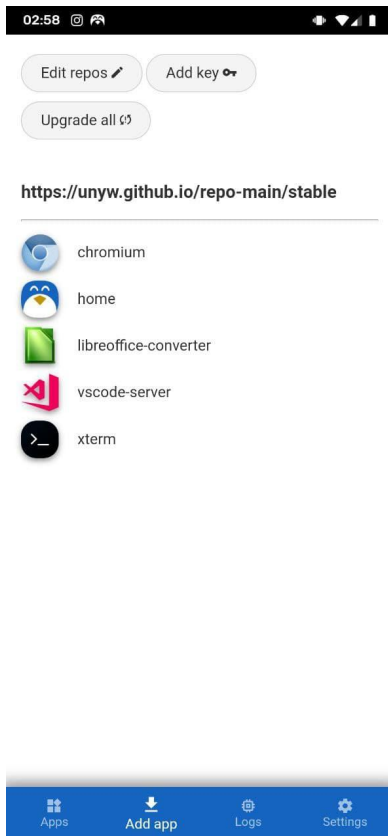 02:58
Edit repos
Add key
Upgrade all
https://unyw.github.io/repo-main/stable
chromium
home
libreoffice-converter
vscode-server
xterm
Apps
Add app
Logs
Settings